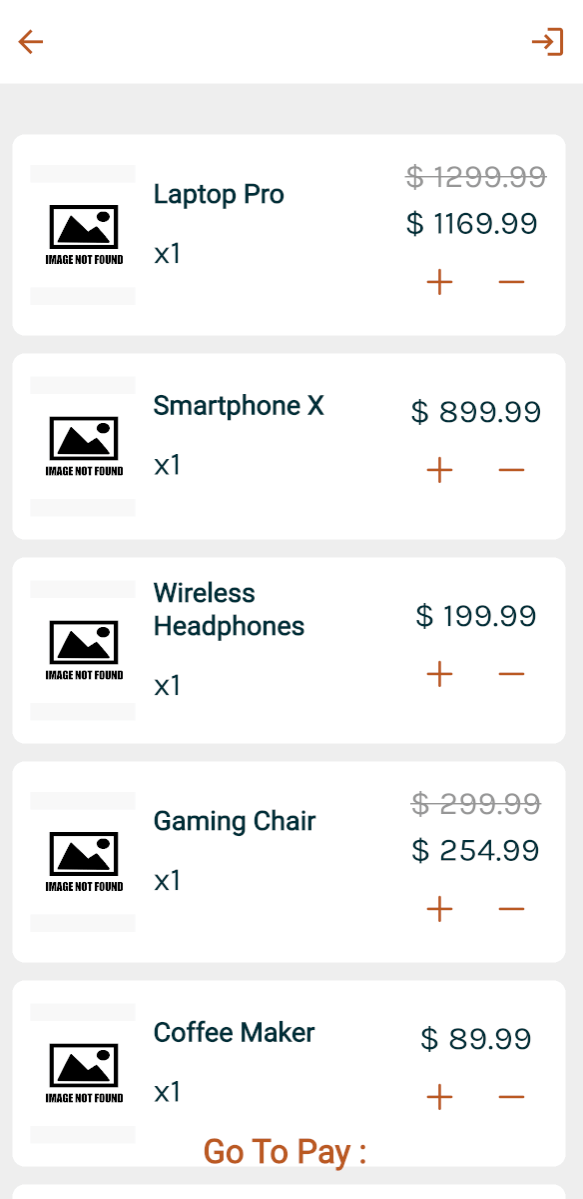 Laptop Pro
$ 1299.99
$ 1169.99
IMAGE NOT FOUND
x1
Smartphone X
$ 899.99
IMAGE NOT FOUND
x1
Wireless
Headphones
$ 199.99
IMAGE NOT FOUND
x1
Gaming Chair
$ 299.99
$ 254.99
IMAGE NOT FOUND
x1
Coffee Maker
$ 89.99
IMAGE NOT FOUND
x1
Go To Pay :